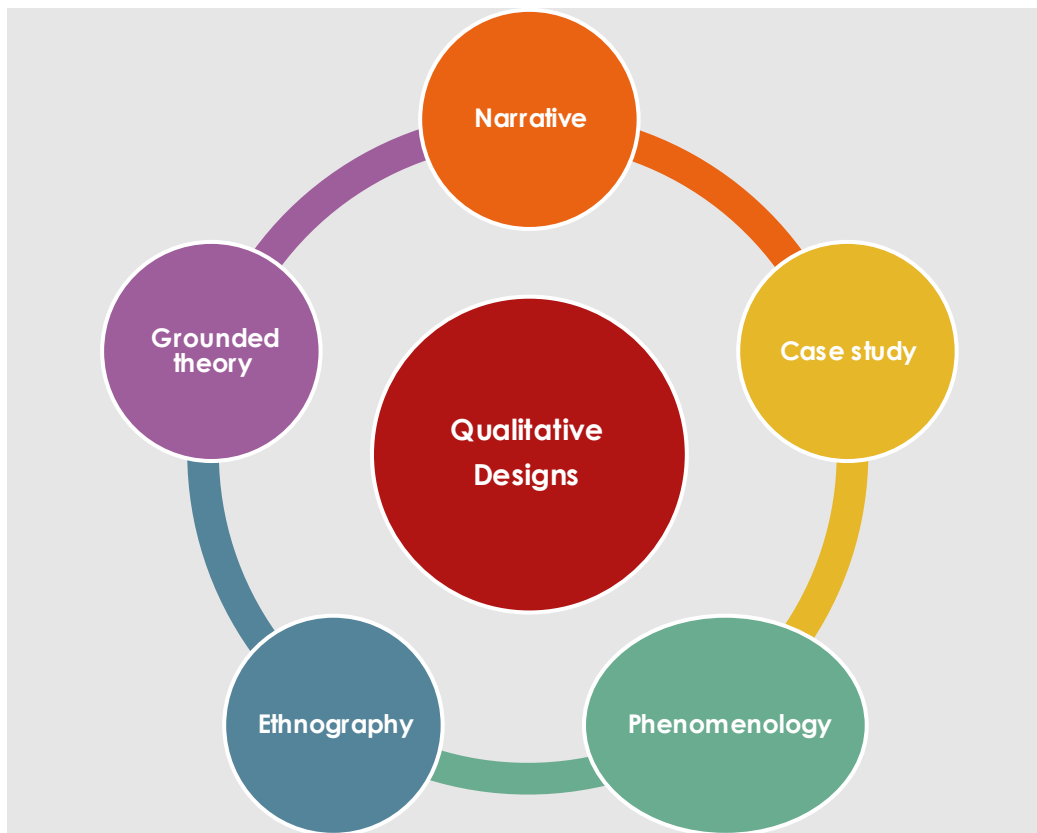 Narrative
Case study
Phenomenology
Ethnography
Grounded
theory
Qualitative
Designs